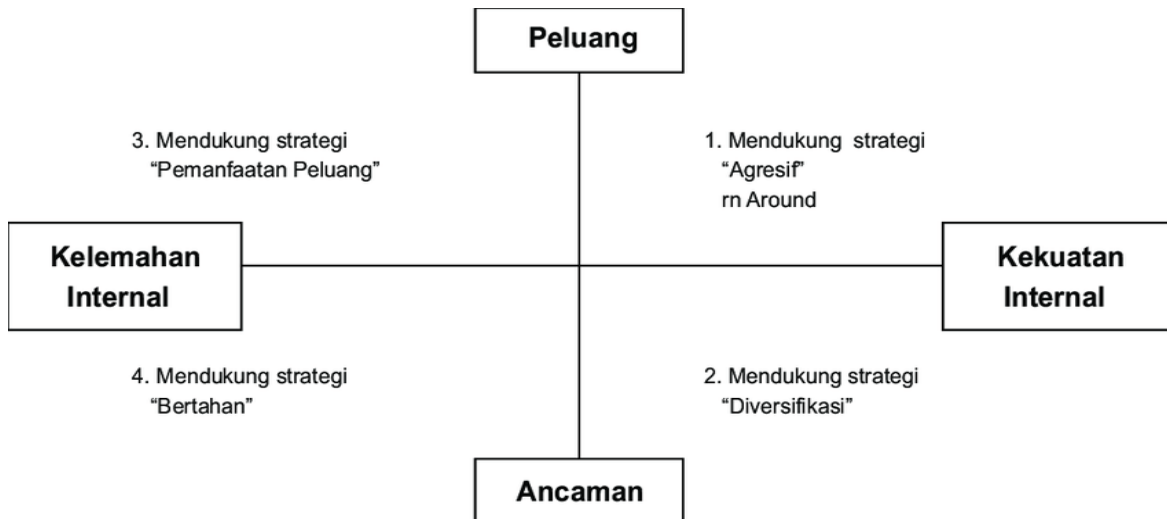 Peluang
3. Mendukung strategi
“Pemanfaatan Peluang”
1. Mendukung strategi
“Agresif”
rn Around
Kelemahan
Internal
Kekuatan
Internal
4. Mendukung strategi
“Bertahan”
2. Mendukung strategi
“Diversifikasi”
Ancaman